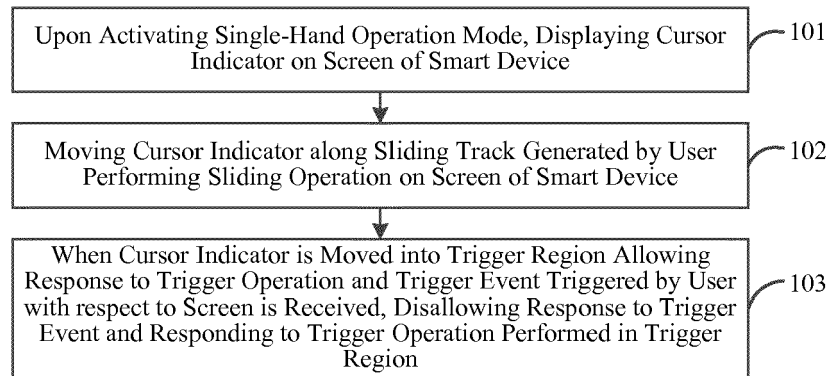 Upon Activating Single-Hand Operation Mode, Displaying Cursor
Indicator on Screen of Smart Device
101
Moving Cursor Indicator along Sliding Track Generated by User
Performing Sliding Operation on Screen of Smart Device
102
When Cursor Indicator is Moved into Trigger Region Allowing
Response to Trigger Operation and Trigger Event Triggered by User
with respect to Screen is Received, Disallowing Response to Trigger
Event and Responding to Trigger Operation Performed in Trigger
Region
103